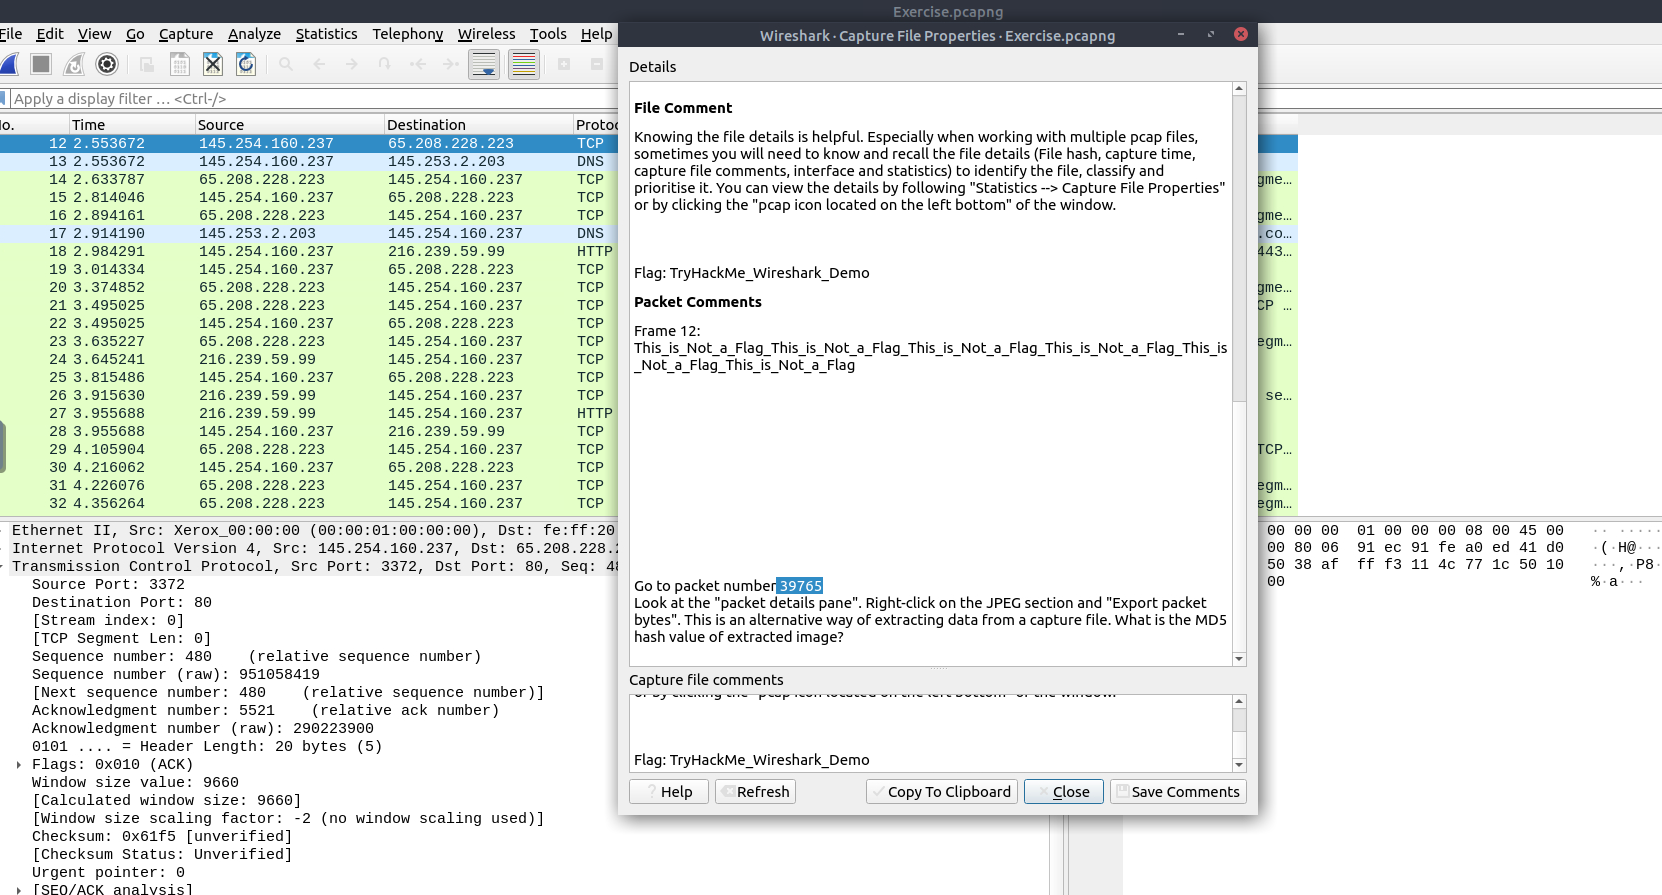 Exercise.pcapng
File Edit View Go Capture Analyze Statistics Telephony Wireless Tools Help
Wireshark · Capture File Properties · Exercise.pcapng
Apply a display filter … <Ctrl-/>
Time Source Destination
12 2.553672 145.254.160.237 65.208.228.223 TCP
13 2.553672 145.254.160.237 145.253.2.203 DNS
14 2.633787 65.208.228.223 145.254.160.237 TCP
15 2.814046 65.208.228.223 145.254.160.237 TCP
16 2.894161 65.208.228.223 145.254.160.237 TCP
17 2.914190 145.253.2.203 145.254.160.237 DNS
18 2.984291 145.254.160.237 216.239.59.99 HTTP
19 3.014334 145.254.160.237 65.208.228.223 TCP
20 3.374852 65.208.228.223 145.254.160.237 TCP
21 3.495025 65.208.228.223 145.254.160.237 TCP
22 3.495025 145.254.160.237 65.208.228.223 TCP
23 3.635227 65.208.228.223 145.254.160.237 TCP
24 3.645241 216.239.59.99 145.254.160.237 TCP
25 3.815486 145.254.160.237 65.208.228.223 TCP
26 3.915630 216.239.59.99 145.254.160.237 TCP
27 3.955688 216.239.59.99 145.254.160.237 HTTP
28 3.955688 145.254.160.237 216.239.59.99 TCP
29 4.105904 65.208.228.223 145.254.160.237 TCP
30 4.216062 145.254.160.237 65.208.228.223 TCP
31 4.226076 65.208.228.223 145.254.160.237 TCP
32 4.356264 65.208.228.223 145.254.160.237 TCP
Ethernet II, Src: Xerox_00:00:00 (00:00:01:00:00:00), Dst: fe:ff:20
Internet Protocol Version 4, Src: 145.254.160.237, Dst: 65.208.228.2
Transmission Control Protocol, Src Port: 3372, Dst Port: 80, Seq: 48
Source Port: 3372
Destination Port: 80
[Stream index: 0]
[TCP Segment Len: 0]
Sequence number: 480 (relative sequence number)
Sequence number (raw): 951058419
[Next sequence number: 480 (relative sequence number)]
Acknowledgment number: 5521 (relative ack number)
Acknowledgment number (raw): 290223900
0101 .... = Header Length: 20 bytes (5)
Flags: 0x010 (ACK)
Window size value: 9660
[Calculated window size: 9660]
[Window size scaling factor: -2 (no window scaling used)]
Checksum: 0x61f5 [unverified]
[Checksum Status: Unverified]
Urgent pointer: 0
[SEQ/ACK analysis]
Details
File Comment
Knowing the file details is helpful. Especially when working with multiple pcap files,
sometimes you will need to know and recall the file details (File hash, capture time,
capture file comments, interface and statistics) to identify the file, classify and
prioritise it. You can view the details by following "Statistics --> Capture File Properties"
or by clicking the "pcap icon located on the left bottom" of the window.
Flag: TryHackMe_Wireshark_Demo
Packet Comments
Frame 12:
This_is_Not_a_Flag_This_is_Not_a_Flag_This_is_Not_a_Flag_This_is_Not_a_Flag_This_is
_Not_a_Flag_This_is_Not_a_Flag
Go to packet number 39765
Look at the "packet details pane". Right-click on the JPEG section and "Export packet
bytes". This is an alternative way of extracting data from a capture file. What is the MD5
hash value of extracted image?
Capture file comments
or by clicking the "pcap icon located on the left bottom" of the window.
Flag: TryHackMe_Wireshark_Demo
Help Refresh Copy To Clipboard Close Save Comments
gme…
gme…
.co…
443…
gme…
CP …
egm…
se…
TCP…
egm…
egm…
00 00 00 01 00 00 00 08 00 45 00 ·· ·····
00 80 06 91 ec 91 fe a0 ed 41 d0 ·(·H@···
50 38 af ff f3 11 4c 77 1c 50 10 ···,·P8·
00 %·a···